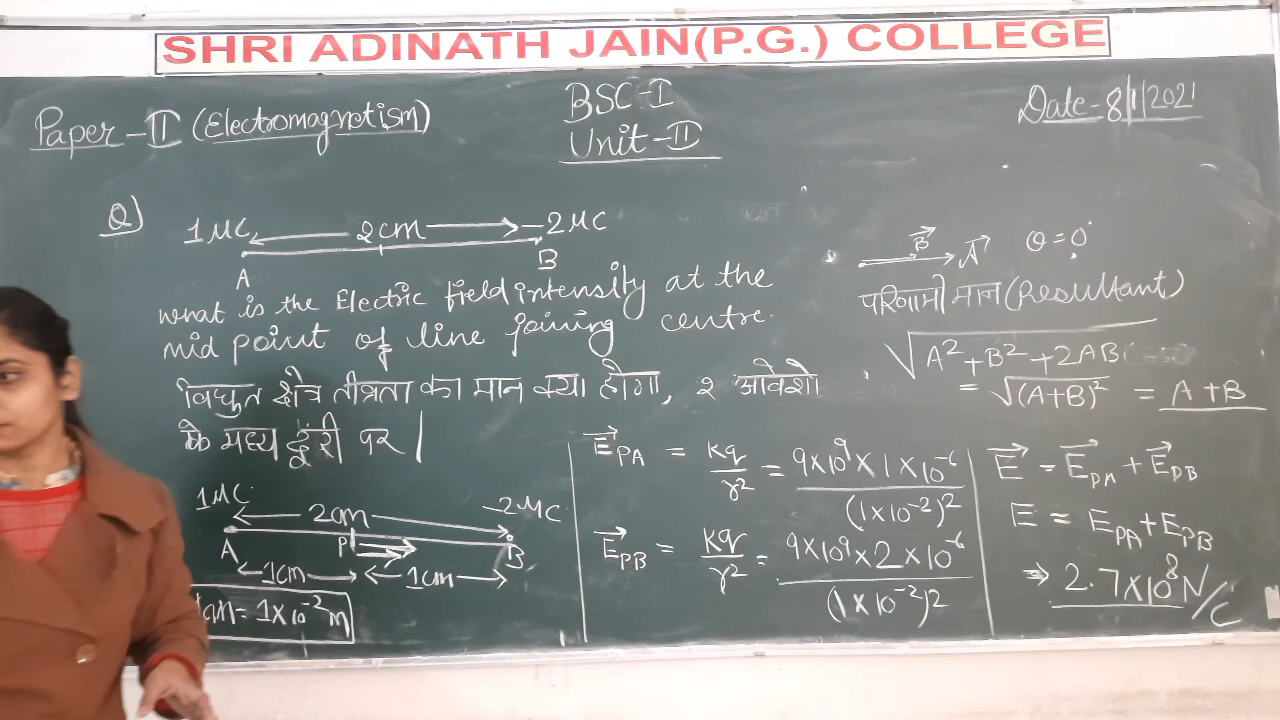 SHRI ADINATH JAIN(P.G.) COLLEGE
Paper-II (Electromagnetism)
BSC-I
Unit-II
Date-8/1/2021
Q)
1μC 2cm -2μC
A B
what is the Electric field intensity at the
mid point of line joining centre.
विधुत क्षेत्र तीव्रता का मान क्या होगा, २ आवेशो
के मध्य दूरी पर |
1μC 2cm -2μC
A P B
1cm 1cm
1cm = 1×10⁻² m
B⃗ A⃗ θ=0°
परिणामी मान (Resultant)
√A²+B²+2AB
= √(A+B)² = A+B
E⃗PA = kq/r² = 9×10⁹×1×10⁻⁶/(1×10⁻²)²
E⃗PB = kq/r² = 9×10⁹×2×10⁻⁶/(1×10⁻²)²
E⃗ = E⃗PA + E⃗PB
E = EPA+EPB
⇒ 2.7×10⁸ N/C